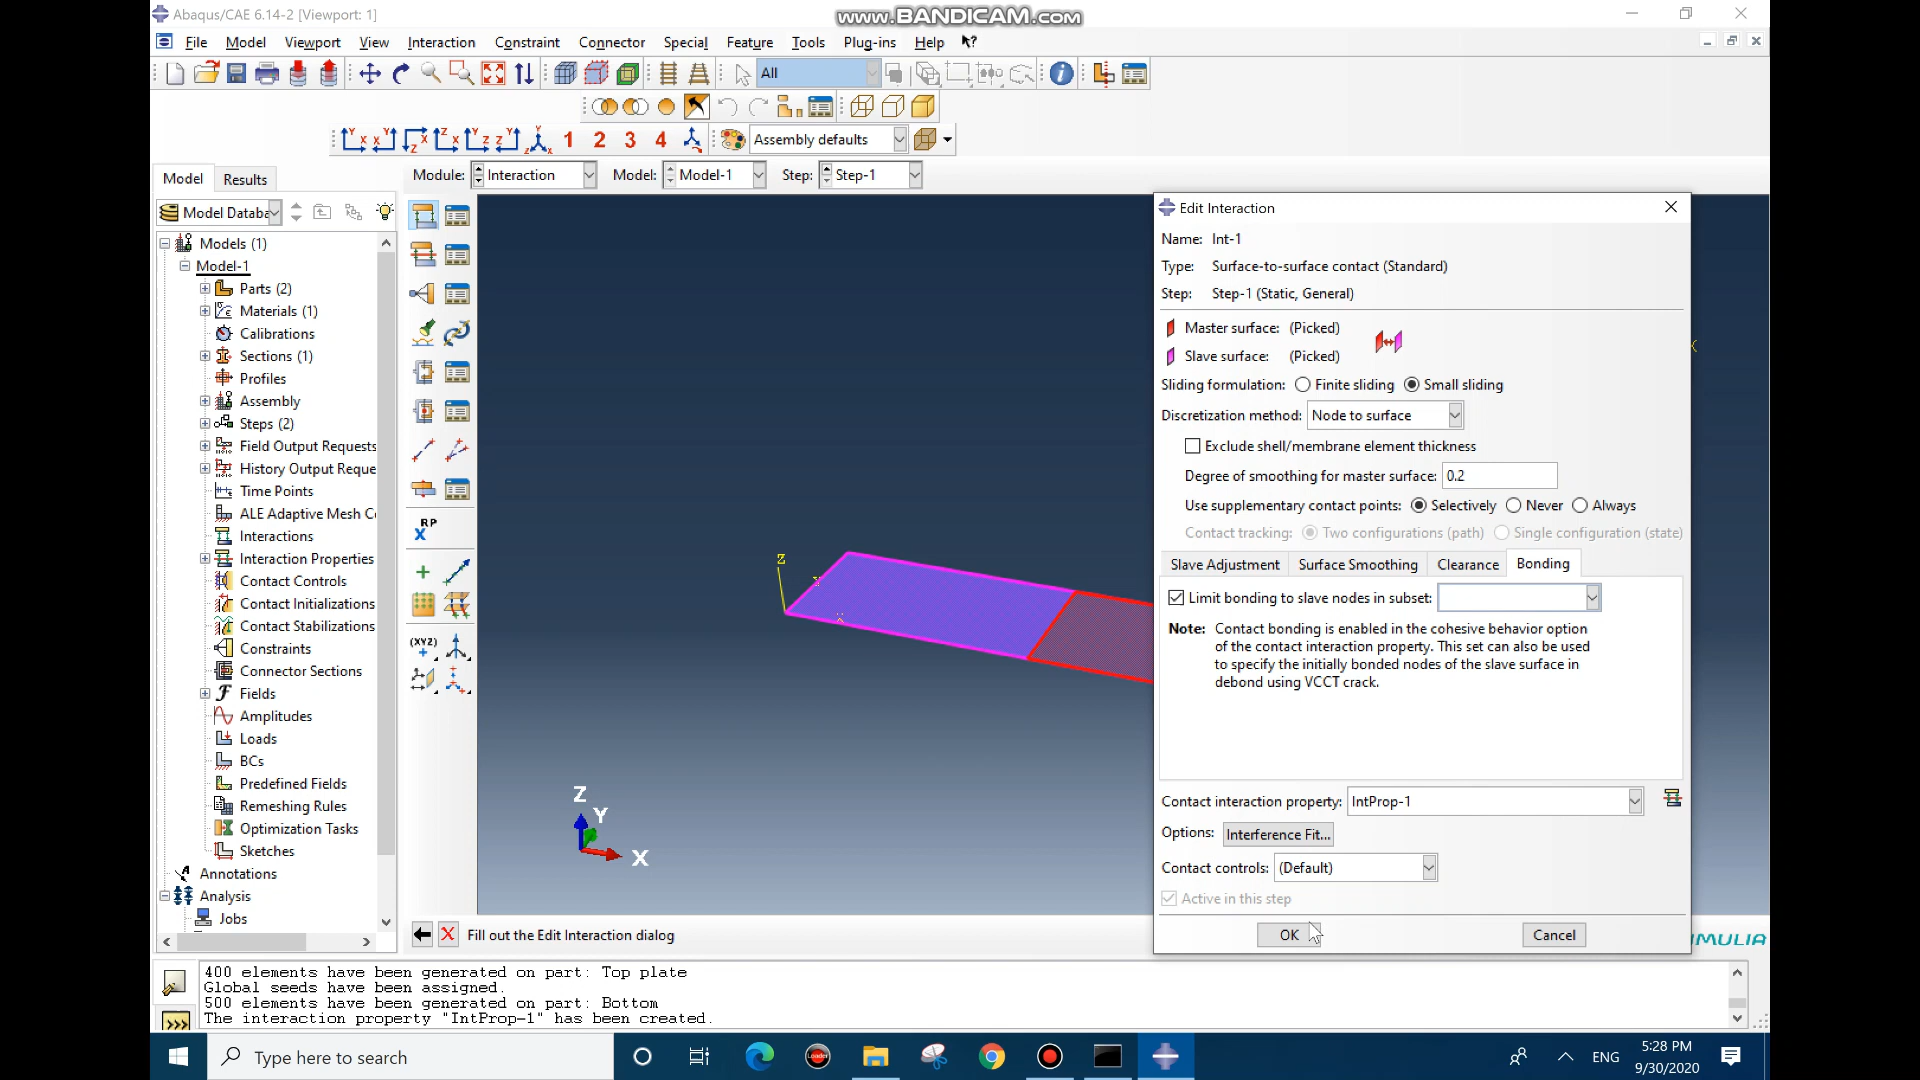 Abaqus/CAE 6.14-2 [Viewport: 1]
www.BANDICAM.com
File Model Viewport View Interaction Constraint Connector Special Feature Tools Plug-ins Help
All
1 2 3 4 Assembly defaults
Model Results Module: Interaction Model: Model-1 Step: Step-1
Model Databa
Models (1)
Model-1
Parts (2)
Materials (1)
Calibrations
Sections (1)
Profiles
Assembly
Steps (2)
Field Output Requests
History Output Reque
Time Points
ALE Adaptive Mesh C
Interactions
Interaction Properties
Contact Controls
Contact Initializations
Contact Stabilizations
Constraints
Connector Sections
Fields
Amplitudes
Loads
BCs
Predefined Fields
Remeshing Rules
Optimization Tasks
Sketches
Annotations
Analysis
Jobs
RP
(XYZ)
Z
Z
Y
X
X
Edit Interaction
Name: Int-1
Type: Surface-to-surface contact (Standard)
Step: Step-1 (Static, General)
Master surface: (Picked)
Slave surface: (Picked)
Sliding formulation: Finite sliding Small sliding
Discretization method: Node to surface
Exclude shell/membrane element thickness
Degree of smoothing for master surface: 0.2
Use supplementary contact points: Selectively Never Always
Contact tracking: Two configurations (path) Single configuration (state)
Slave Adjustment Surface Smoothing Clearance Bonding
Limit bonding to slave nodes in subset:
Note: Contact bonding is enabled in the cohesive behavior option
of the contact interaction property. This set can also be used
to specify the initially bonded nodes of the slave surface in
debond using VCCT crack.
Contact interaction property: IntProp-1
Options: Interference Fit...
Contact controls: (Default)
Active in this step
OK Cancel
Fill out the Edit Interaction dialog
IMULIA
400 elements have been generated on part: Top plate
Global seeds have been assigned.
500 elements have been generated on part: Bottom
The interaction property "IntProp-1" has been created.
Type here to search
ENG
5:28 PM
9/30/2020